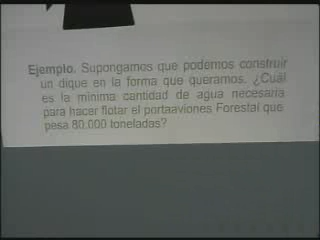 Ejemplo. Supongamos que podemos construir
un dique en la forma que queramos. ¿Cuál
es la mínima cantidad de agua necesaria
para hacer flotar el portaaviones Forestal que
pesa 80.000 toneladas?